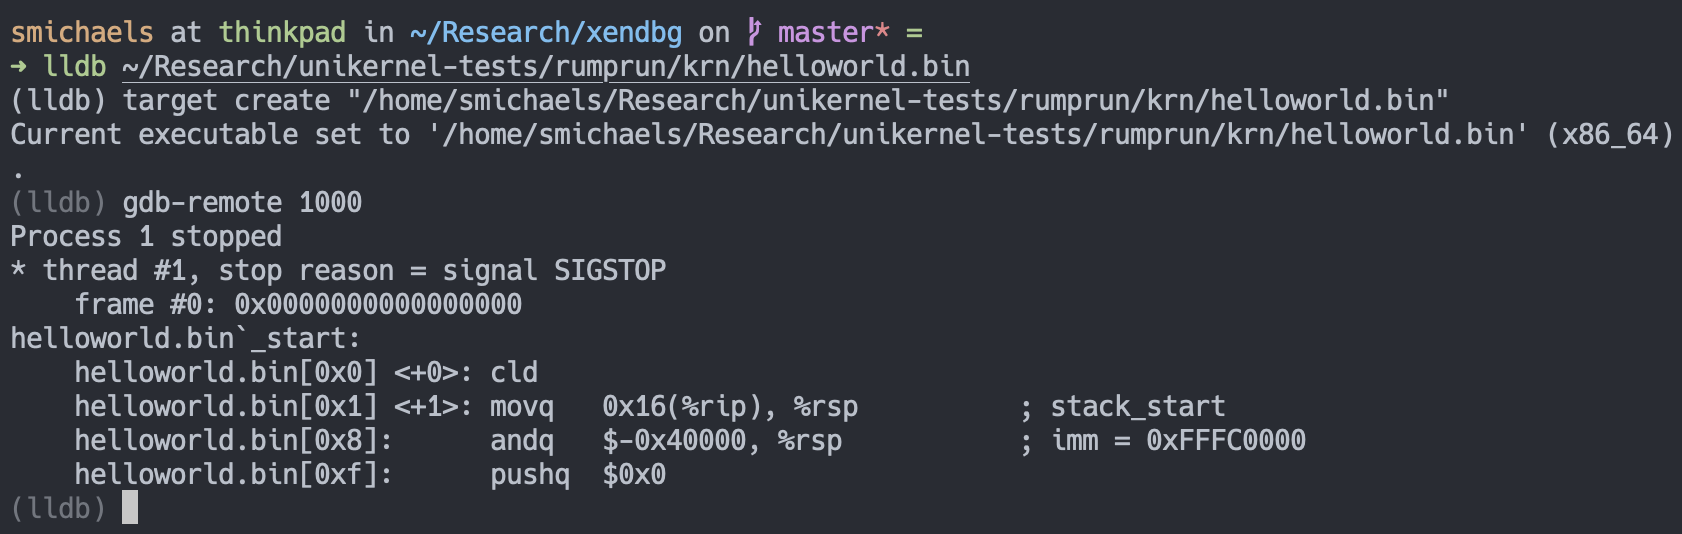 smichaels at thinkpad in ~/Research/xendbg on master* =
→ lldb ~/Research/unikernel-tests/rumprun/krn/helloworld.bin
(lldb) target create "/home/smichaels/Research/unikernel-tests/rumprun/krn/helloworld.bin"
Current executable set to '/home/smichaels/Research/unikernel-tests/rumprun/krn/helloworld.bin' (x86_64)
.
(lldb) gdb-remote 1000
Process 1 stopped
* thread #1, stop reason = signal SIGSTOP
    frame #0: 0x0000000000000000
helloworld.bin`_start:
    helloworld.bin[0x0] <+0>: cld
    helloworld.bin[0x1] <+1>: movq   0x16(%rip), %rsp          ; stack_start
    helloworld.bin[0x8]:      andq   $-0x40000, %rsp           ; imm = 0xFFFC0000
    helloworld.bin[0xf]:      pushq  $0x0
(lldb)